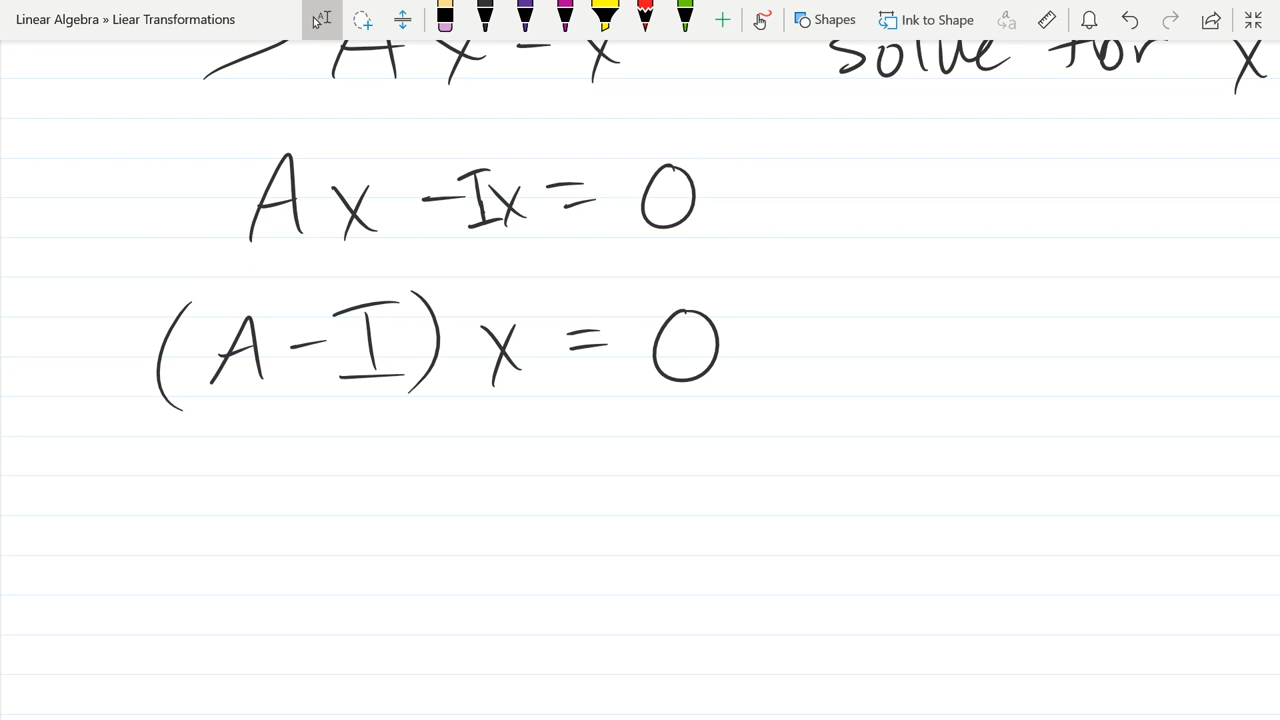 Linear Algebra » Liear Transformations
Shapes
Ink to Shape
A x = x solve for x
Ax - Ix = 0
(A - I) x = 0